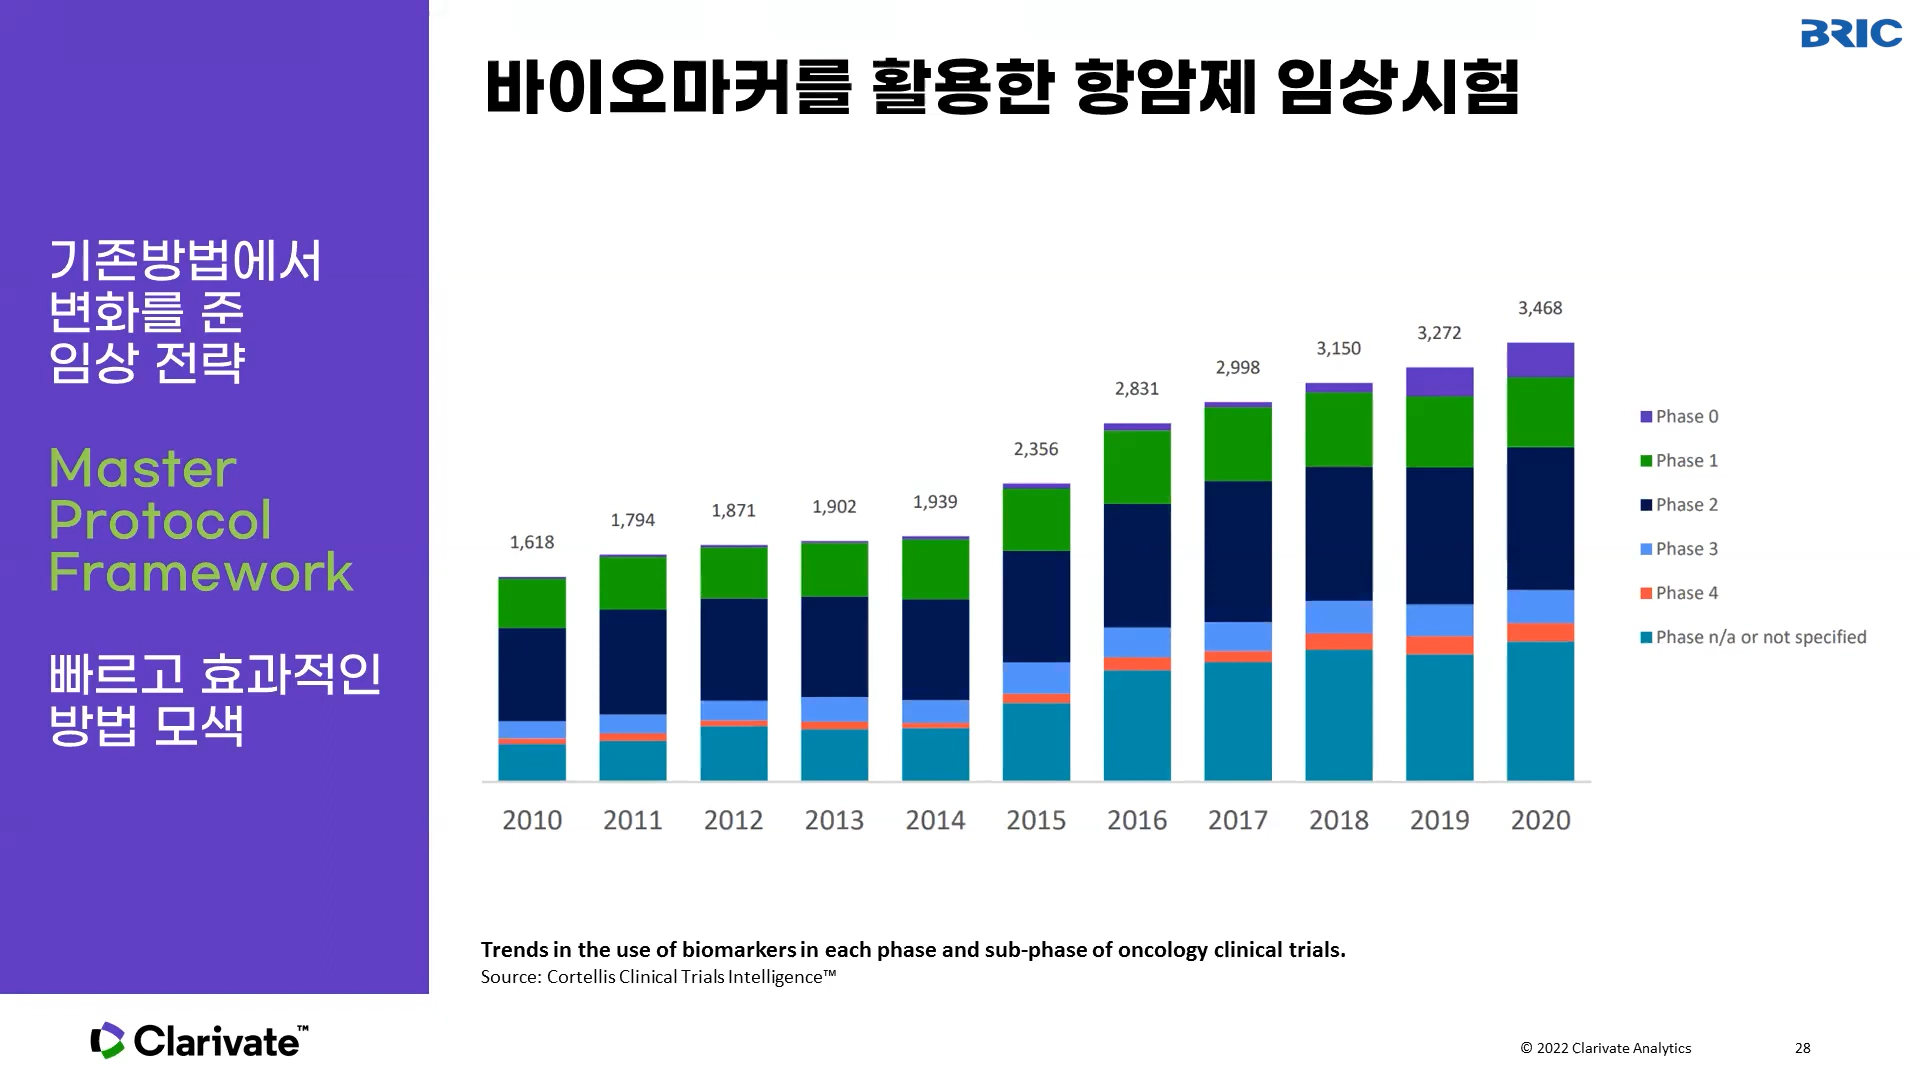 BRIC
바이오마커를 활용한 항암제 임상시험
기존방법에서
변화를 준
임상 전략
Master
Protocol
Framework
빠르고 효과적인
방법 모색
1,618
1,794
1,871
1,902
1,939
2,356
2,831
2,998
3,150
3,272
3,468
2010
2011
2012
2013
2014
2015
2016
2017
2018
2019
2020
Phase 0
Phase 1
Phase 2
Phase 3
Phase 4
Phase n/a or not specified
Trends in the use of biomarkers in each phase and sub-phase of oncology clinical trials.
Source: Cortellis Clinical Trials Intelligence™
Clarivate™
© 2022 Clarivate Analytics
28